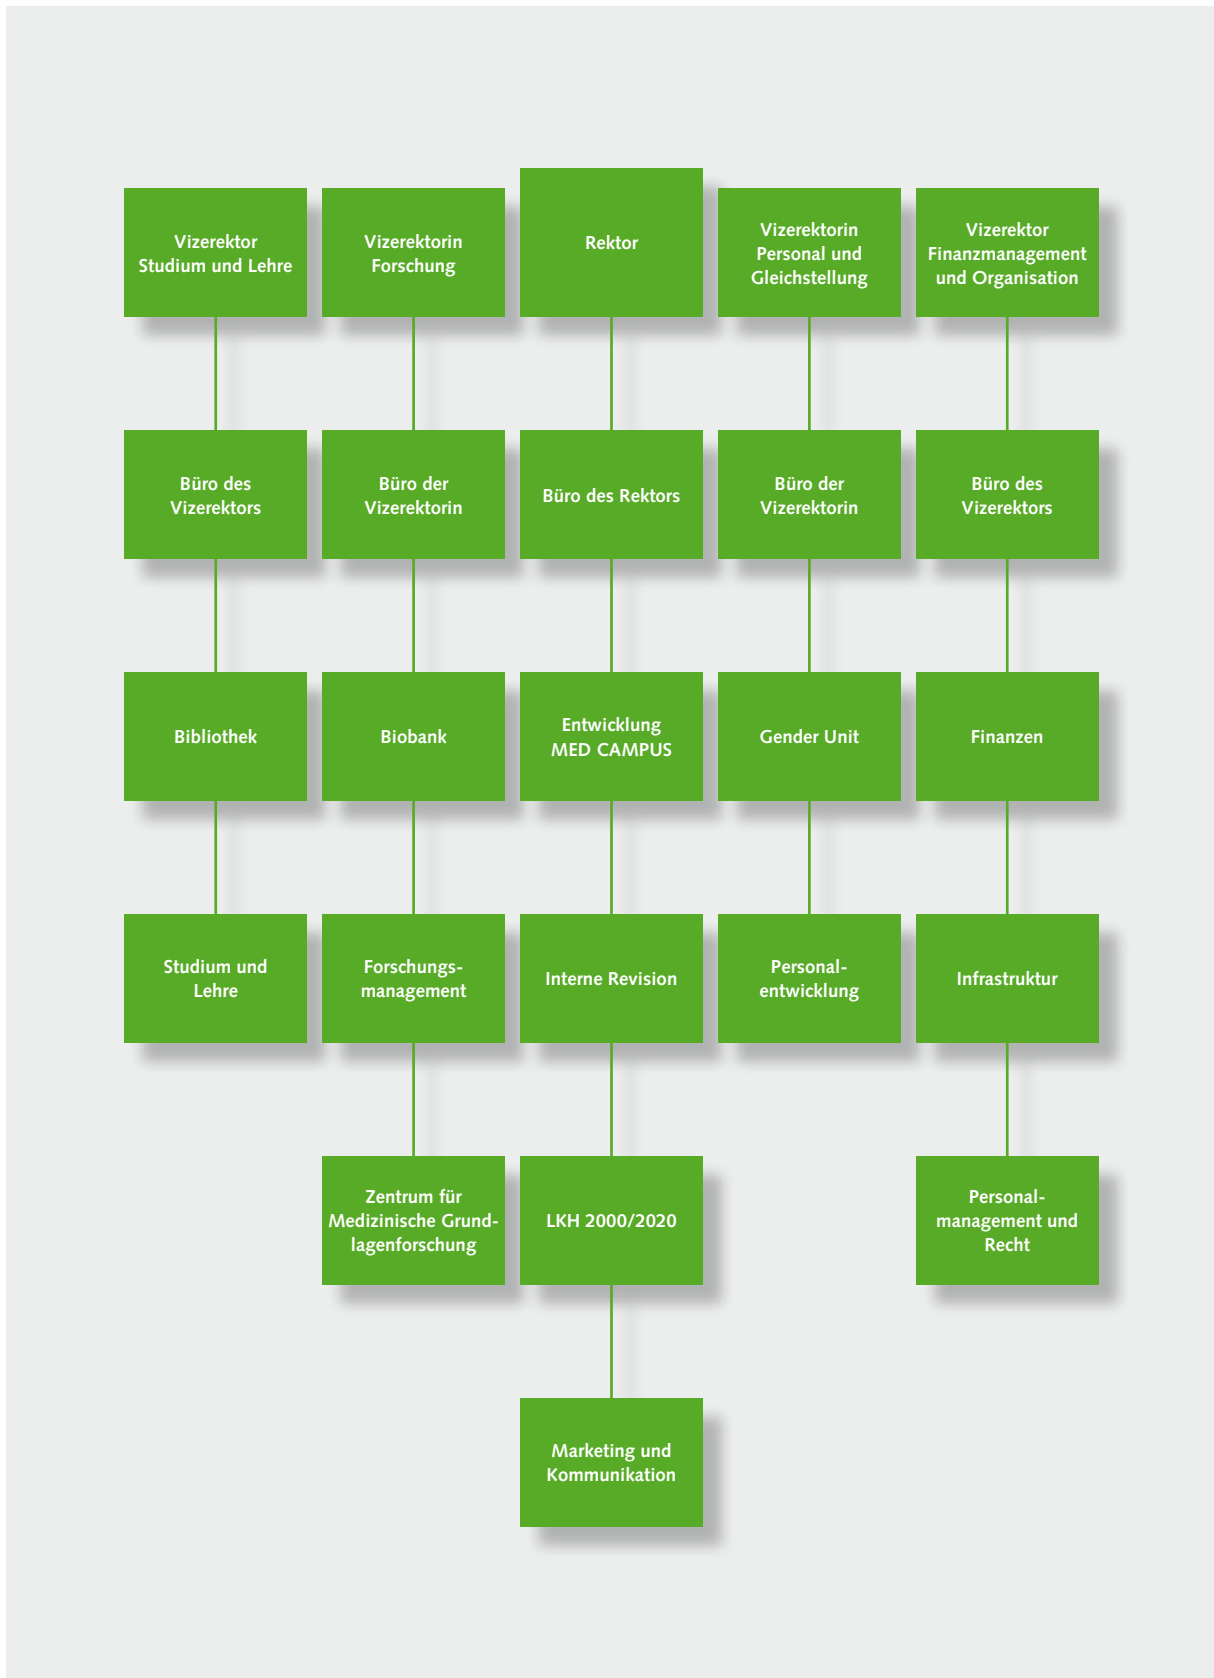 Vizerektor
Studium und Lehre
Vizerektorin
Forschung
Rektor
Vizerektorin
Personal und
Gleichstellung
Vizerektor
Finanzmanagement
und Organisation
Büro des
Vizerektors
Büro der
Vizerektorin
Büro des Rektors
Büro der
Vizerektorin
Büro des
Vizerektors
Bibliothek
Biobank
Entwicklung
MED CAMPUS
Gender Unit
Finanzen
Studium und
Lehre
Forschungs-
management
Interne Revision
Personal-
entwicklung
Infrastruktur
Zentrum für
Medizinische Grund-
lagenforschung
LKH 2000/2020
Personal-
management und
Recht
Marketing und
Kommunikation